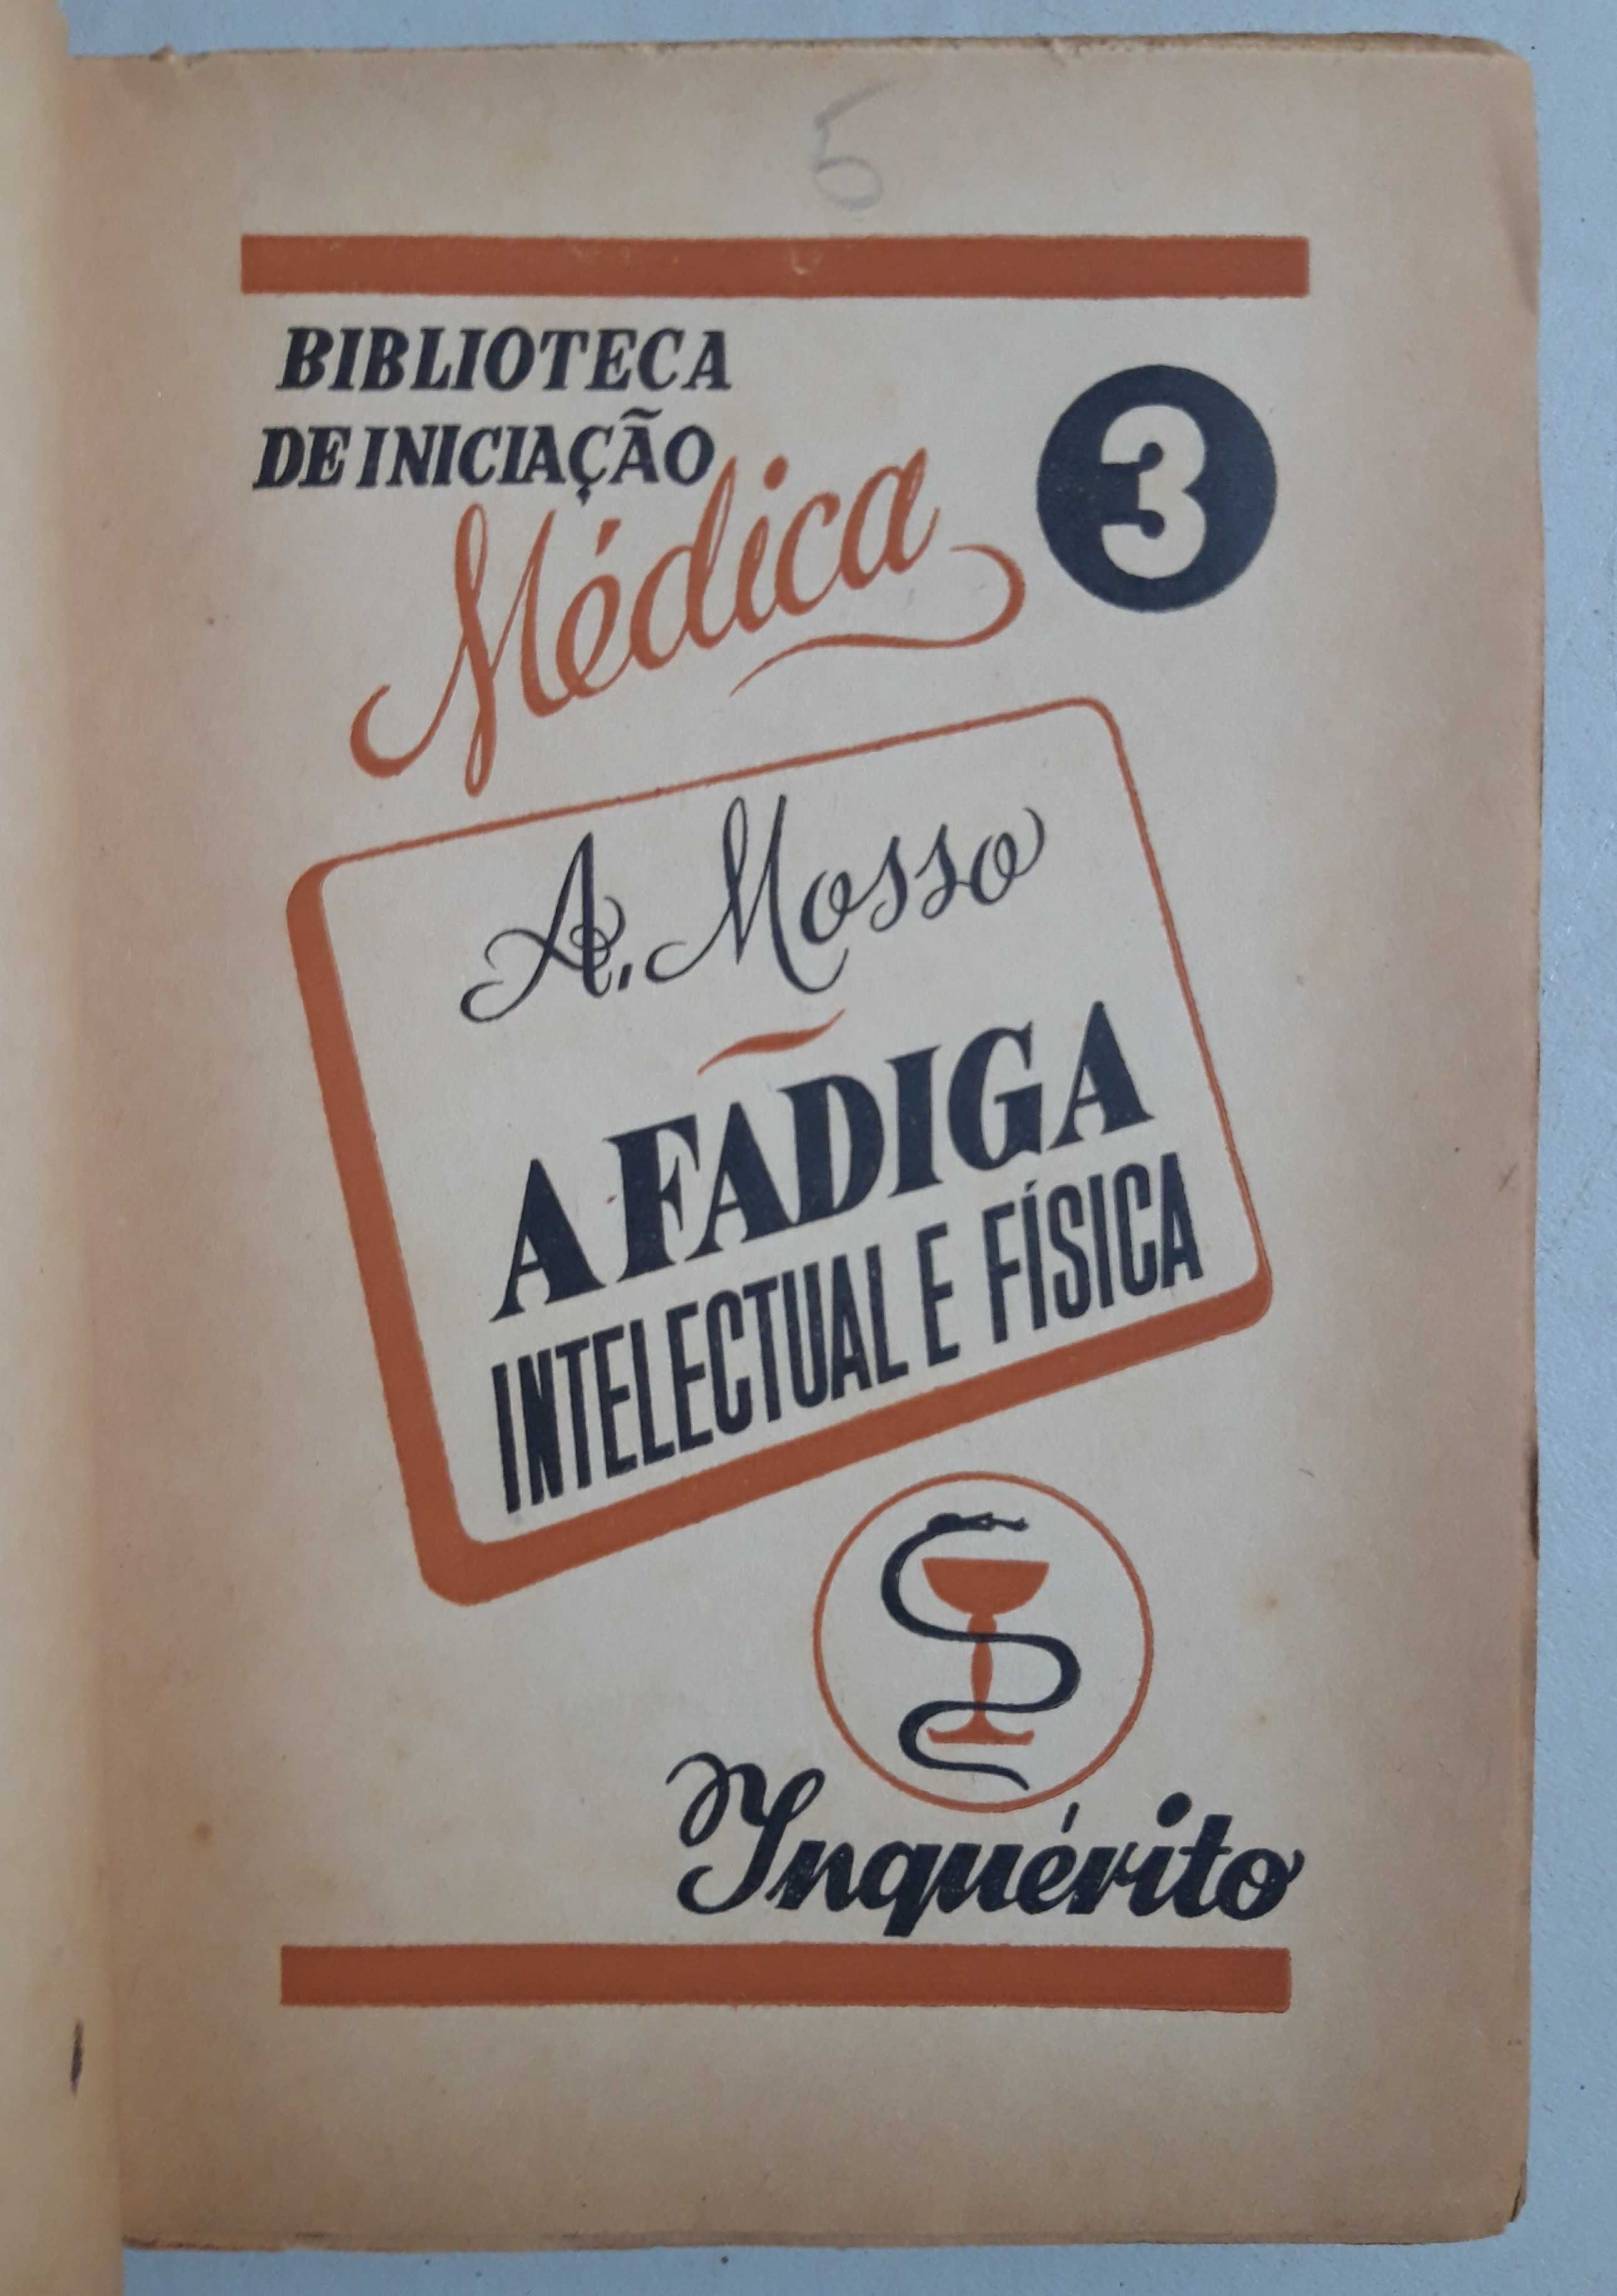 5
BIBLIOTECA
DE INICIAÇÃO
Médica
3
A. Mosso
A FADIGA
INTELECTUAL E FÍSICA
Inquérito